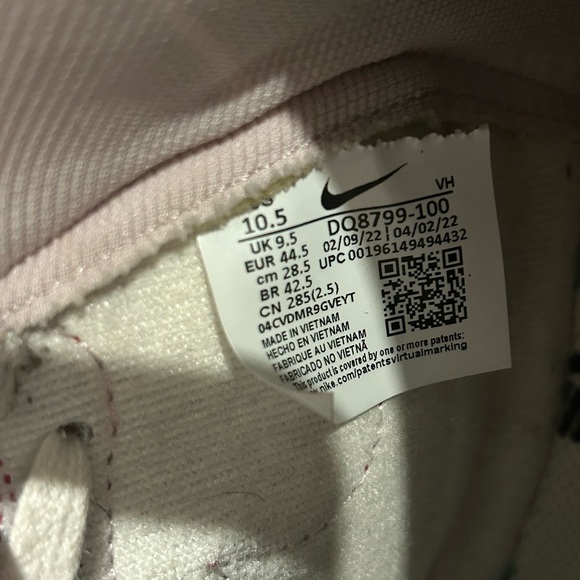 VH
10.5
DQ8799-100
UK 9.5
02/09/22 | 04/02/22
EUR 44.5
UPC 00196149494432
cm 28.5
BR 42.5
CN 285(2.5)
04CVDMR9GVEYT
MADE IN VIETNAM
HECHO EN VIETNAM
FABRIQUE AU VIETNAM
FABRICADO NO VIETNÃ
This product is covered by one or more patents:
nike.com/patentsvirtualmarking